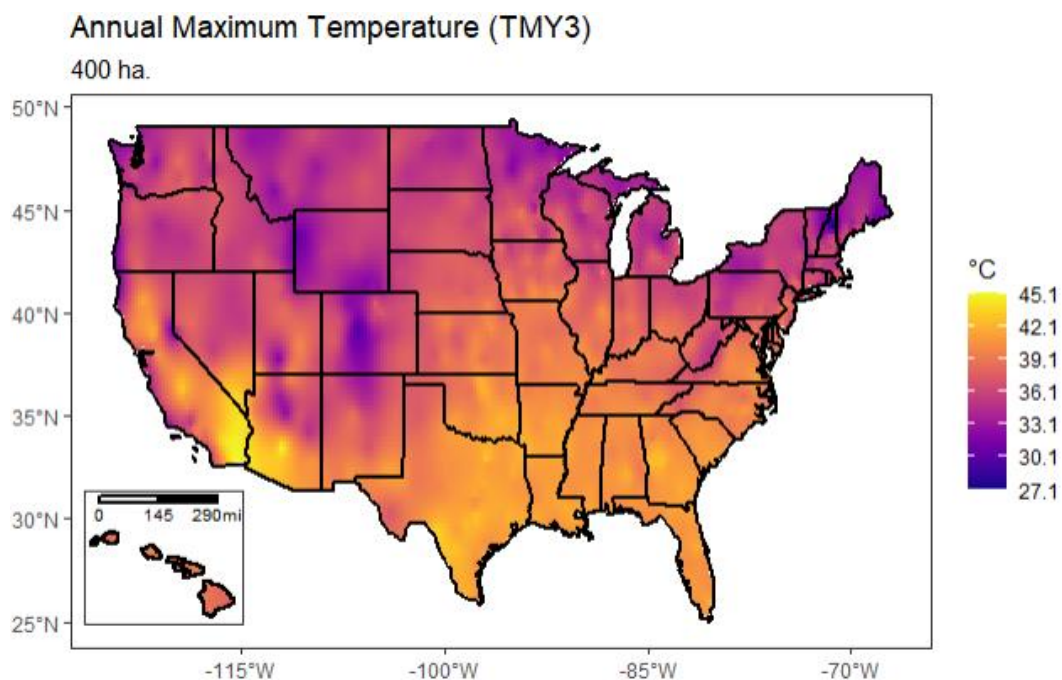 Annual Maximum Temperature (TMY3)
400 ha.
50°N
45°N
40°N
35°N
30°N
25°N
0 145 290mi
-115°W -100°W -85°W -70°W
°C
45.1
42.1
39.1
36.1
33.1
30.1
27.1